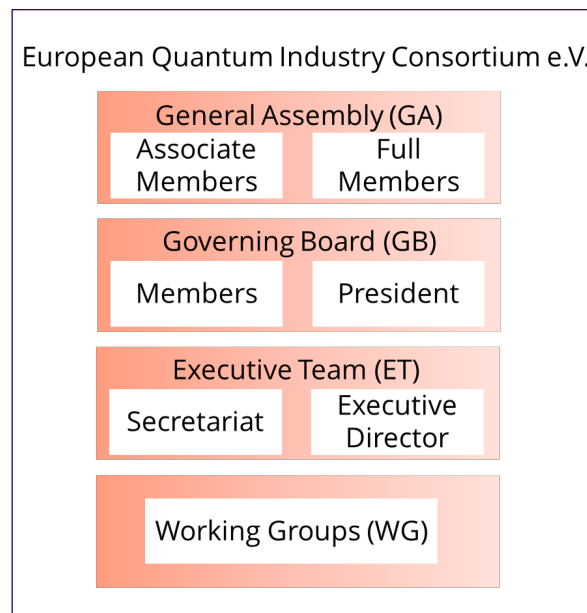 European Quantum Industry Consortium e.V.
General Assembly (GA)
Associate
Members
Full
Members
Governing Board (GB)
Members
President
Executive Team (ET)
Secretariat
Executive
Director
Working Groups (WG)